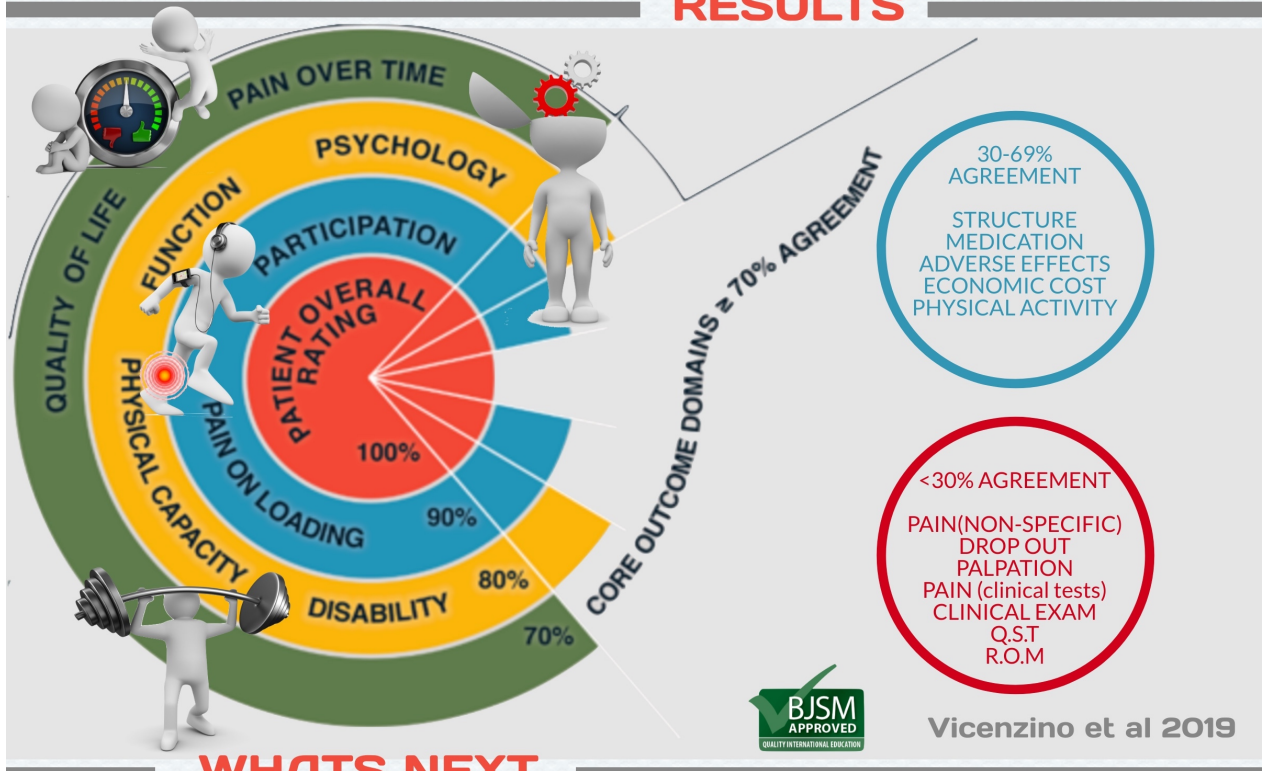 RESULTS
PAIN OVER TIME
QUALITY OF LIFE
PSYCHOLOGY
FUNCTION
PHYSICAL CAPACITY
DISABILITY
PARTICIPATION
PAIN ON LOADING
PATIENT OVERALL
RATING
100%
90%
80%
70%
CORE OUTCOME DOMAINS ≥ 70% AGREEMENT
30-69%
AGREEMENT
STRUCTURE
MEDICATION
ADVERSE EFFECTS
ECONOMIC COST
PHYSICAL ACTIVITY
<30% AGREEMENT
PAIN(NON-SPECIFIC)
DROP OUT
PALPATION
PAIN (clinical tests)
CLINICAL EXAM
Q.S.T
R.O.M
BJSM
APPROVED
QUALITY INTERNATIONAL EDUCATION
Vicenzino et al 2019
WHATS NEXT